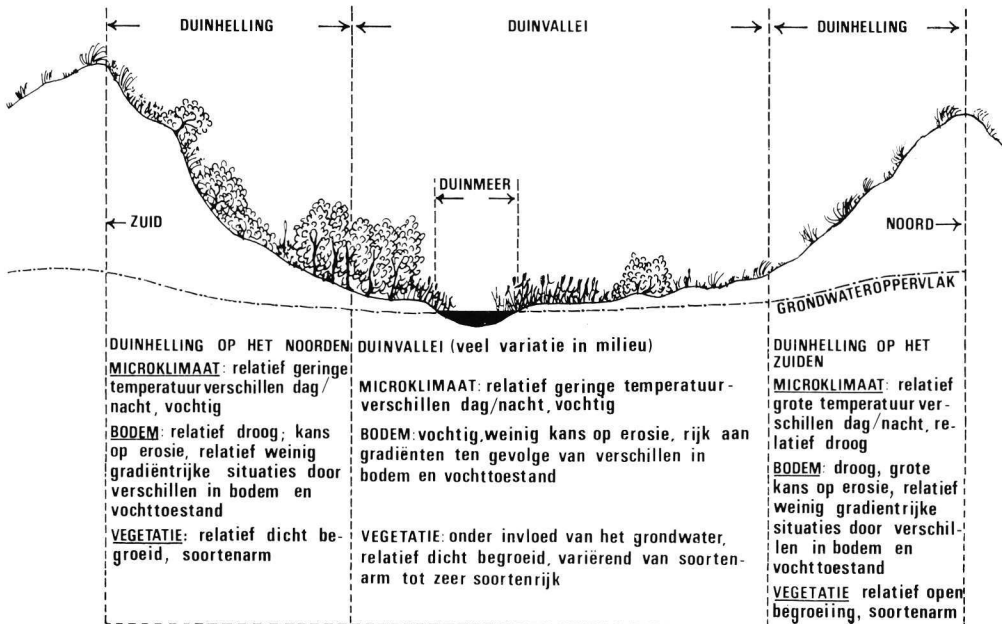 DUINHELLING
DUINVALLEI
DUINHELLING
DUINMEER
ZUID
NOORD
GRONDWATEROPPERVLAK
DUINHELLING OP HET NOORDEN
MICROKLIMAAT: relatief geringe
temperatuurverschillen dag/
nacht, vochtig
BODEM: relatief droog; kans
op erosie, relatief weinig
gradiëntrijke situaties door
verschillen in bodem en
vochttoestand
VEGETATIE: relatief dicht be-
groeid, soortenarm
DUINVALLEI (veel variatie in milieu)
MICROKLIMAAT: relatief geringe temperatuur-
verschillen dag/nacht, vochtig
BODEM: vochtig, weinig kans op erosie, rijk aan
gradiënten ten gevolge van verschillen in
bodem en vochttoestand
VEGETATIE: onder invloed van het grondwater,
relatief dicht begroeid, variërend van soorten-
arm tot zeer soortenrijk
DUINHELLING OP HET
ZUIDEN
MICROKLIMAAT: relatief
grote temperatuur ver-
schillen dag/nacht, re-
latief droog
BODEM: droog, grote
kans op erosie, relatief
weinig gradientrijke
situaties door verschil-
len in bodem en
vochttoestand
VEGETATIE relatief open
begroeiing, soortenarm